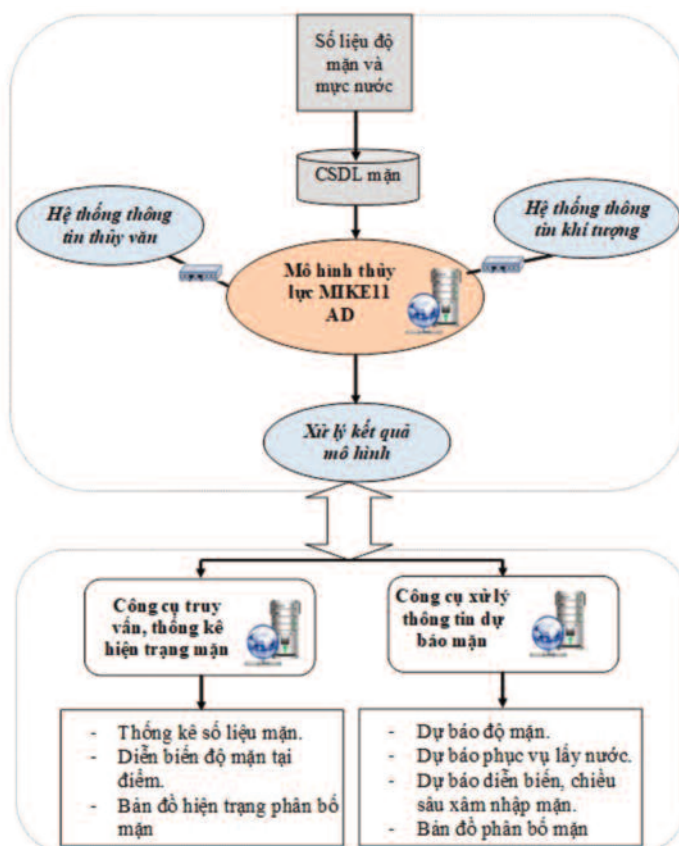 Số liệu độ
mặn và
mực nước
CSDL mặn
Hệ thống thông
tin thủy văn
Hệ thống thông
tin khí tượng
Mô hình thủy
lực MIKE11
AD
Xử lý kết quả
mô hình
Công cụ truy
vấn, thống kê
hiện trạng mặn
Công cụ xử lý
thông tin dự
báo mặn
- Thống kê số liệu mặn.
- Diễn biến độ mặn tại
điểm.
- Bản đồ hiện trạng phân bố
mặn
- Dự báo độ mặn.
- Dự báo phục vụ lấy nước.
- Dự báo diễn biến, chiều
sâu xâm nhập mặn.
- Bản đồ phân bố mặn